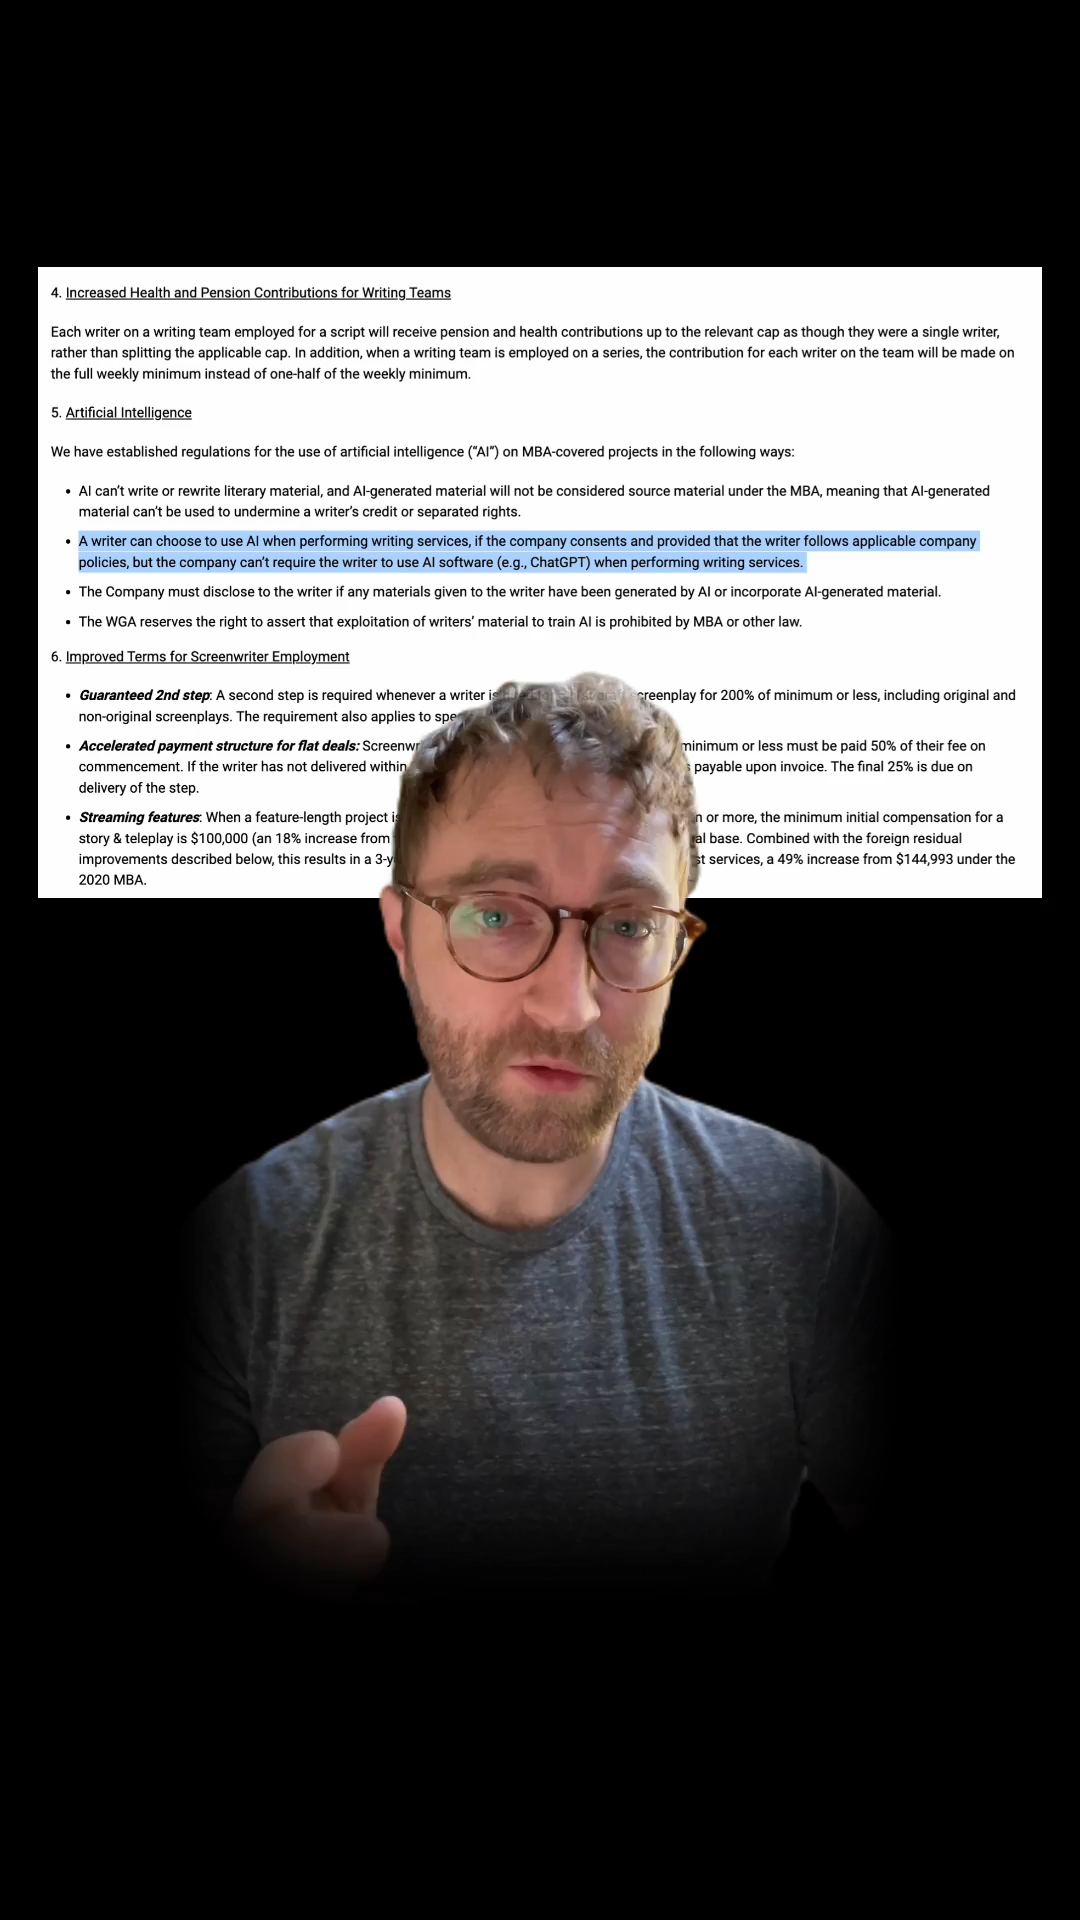 4. Increased Health and Pension Contributions for Writing Teams
Each writer on a writing team employed for a script will receive pension and health contributions up to the relevant cap as though they were a single writer,
rather than splitting the applicable cap. In addition, when a writing team is employed on a series, the contribution for each writer on the team will be made on
the full weekly minimum instead of one-half of the weekly minimum.
5. Artificial Intelligence
We have established regulations for the use of artificial intelligence (“AI”) on MBA-covered projects in the following ways:
• AI can’t write or rewrite literary material, and AI-generated material will not be considered source material under the MBA, meaning that AI-generated
material can’t be used to undermine a writer’s credit or separated rights.
• A writer can choose to use AI when performing writing services, if the company consents and provided that the writer follows applicable company
policies, but the company can’t require the writer to use AI software (e.g., ChatGPT) when performing writing services.
• The Company must disclose to the writer if any materials given to the writer have been generated by AI or incorporate AI-generated material.
• The WGA reserves the right to assert that exploitation of writers’ material to train AI is prohibited by MBA or other law.
6. Improved Terms for Screenwriter Employment
• Guaranteed 2nd step: A second step is required whenever a writer is screenplay for 200% of minimum or less, including original and
non-original screenplays. The requirement also applies to
• Accelerated payment structure for flat deals: minimum or less must be paid 50% of their fee on
commencement. If the writer has not delivered within payable upon invoice. The final 25% is due on
delivery of the step.
• Streaming features: When a feature-length project or more, the minimum initial compensation for a
story & teleplay is $100,000 (an 18% increase from base. Combined with the foreign residual
improvements described below, this results in a services, a 49% increase from $144,993 under the
2020 MBA.